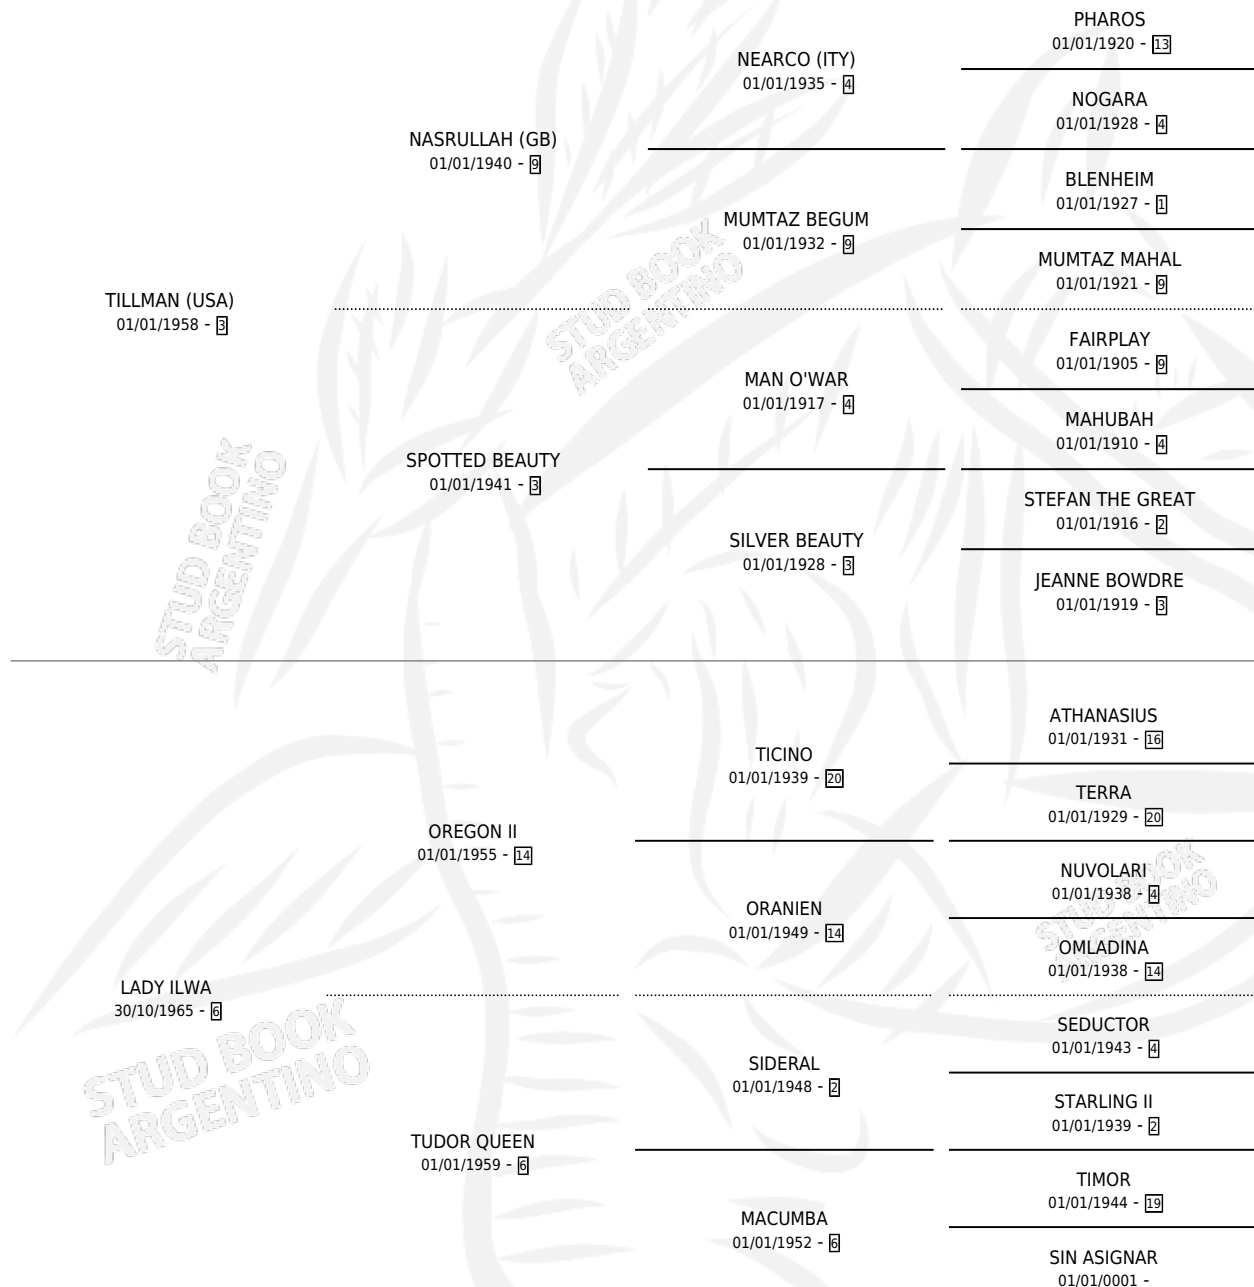 PHAROS
01/01/1920 - 13
NEARCO (ITY)
01/01/1935 - 4
NOGARA
01/01/1928 - 4
NASRULLAH (GB)
01/01/1940 - 9
BLENHEIM
01/01/1927 - 1
MUMTAZ BEGUM
01/01/1932 - 9
MUMTAZ MAHAL
01/01/1921 - 9
TILLMAN (USA)
01/01/1958 - 3
STUD BOOK
ARGENTINO
FAIRPLAY
01/01/1905 - 9
MAN O'WAR
01/01/1917 - 4
MAHUBAH
01/01/1910 - 4
SPOTTED BEAUTY
01/01/1941 - 3
STEFAN THE GREAT
01/01/1916 - 2
SILVER BEAUTY
01/01/1928 - 3
JEANNE BOWDRE
01/01/1919 - 3
STUD BOOK
ARGENTINO
ATHANASIUS
01/01/1931 - 16
TICINO
01/01/1939 - 20
TERRA
01/01/1929 - 20
OREGON II
01/01/1955 - 14
NUVOLARI
01/01/1938 - 4
ORANIEN
01/01/1949 - 14
OMLADINA
01/01/1938 - 14
STUD BOOK
ARGENTINO
LADY ILWA
30/10/1965 - 6
STUD BOOK
ARGENTINO
SEDUCTOR
01/01/1943 - 4
SIDERAL
01/01/1948 - 2
STARLING II
01/01/1939 - 2
TUDOR QUEEN
01/01/1959 - 6
TIMOR
01/01/1944 - 19
MACUMBA
01/01/1952 - 6
SIN ASIGNAR
01/01/0001 -